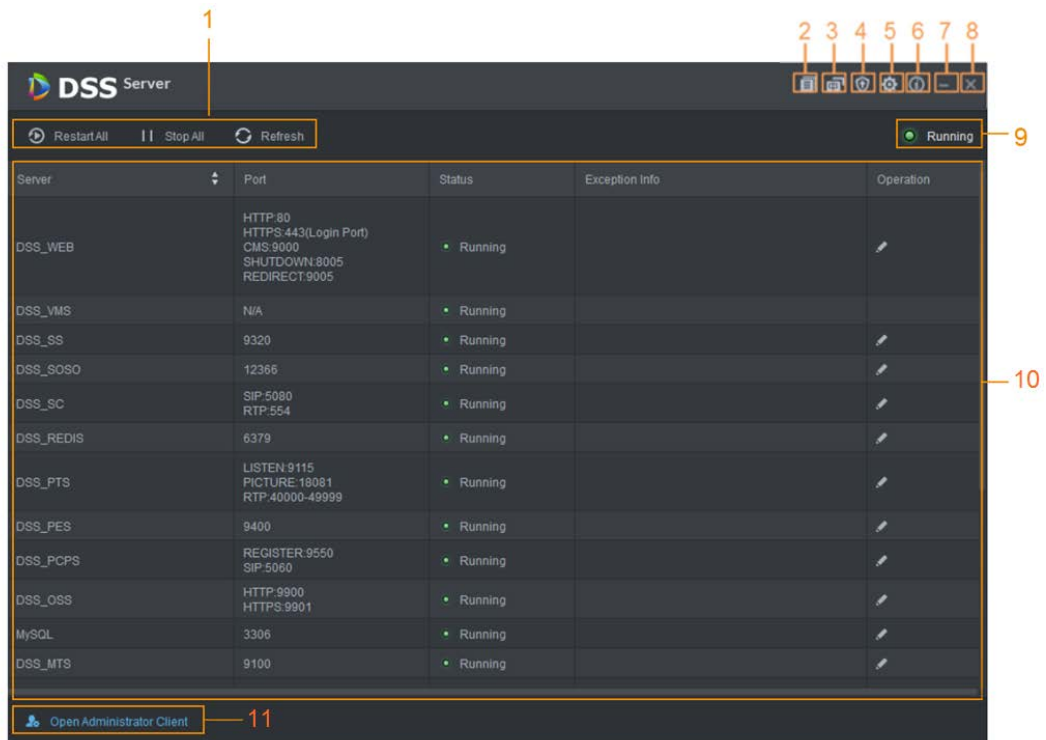 1
2 3 4 5 6 7 8
DSS Server
Restart All Stop All Refresh
Running 9
Server Port Status Exception Info Operation
HTTP:80
HTTPS:443(Login Port)
DSS_WEB CMS:9000 Running
SHUTDOWN:8005
REDIRECT:9005
DSS_VMS N/A Running
DSS_SS 9320 Running
DSS_SOSO 12366 Running
10
DSS_SC SIP:5080 Running
RTP:554
DSS_REDIS 6379 Running
LISTEN:9115
DSS_PTS PICTURE:18081 Running
RTP:40000-49999
DSS_PES 9400 Running
DSS_PCPS REGISTER:9550 Running
SIP:5060
DSS_OSS HTTP:9900 Running
HTTPS:9901
MySQL 3306 Running
DSS_MTS 9100 Running
Open Administrator Client 11